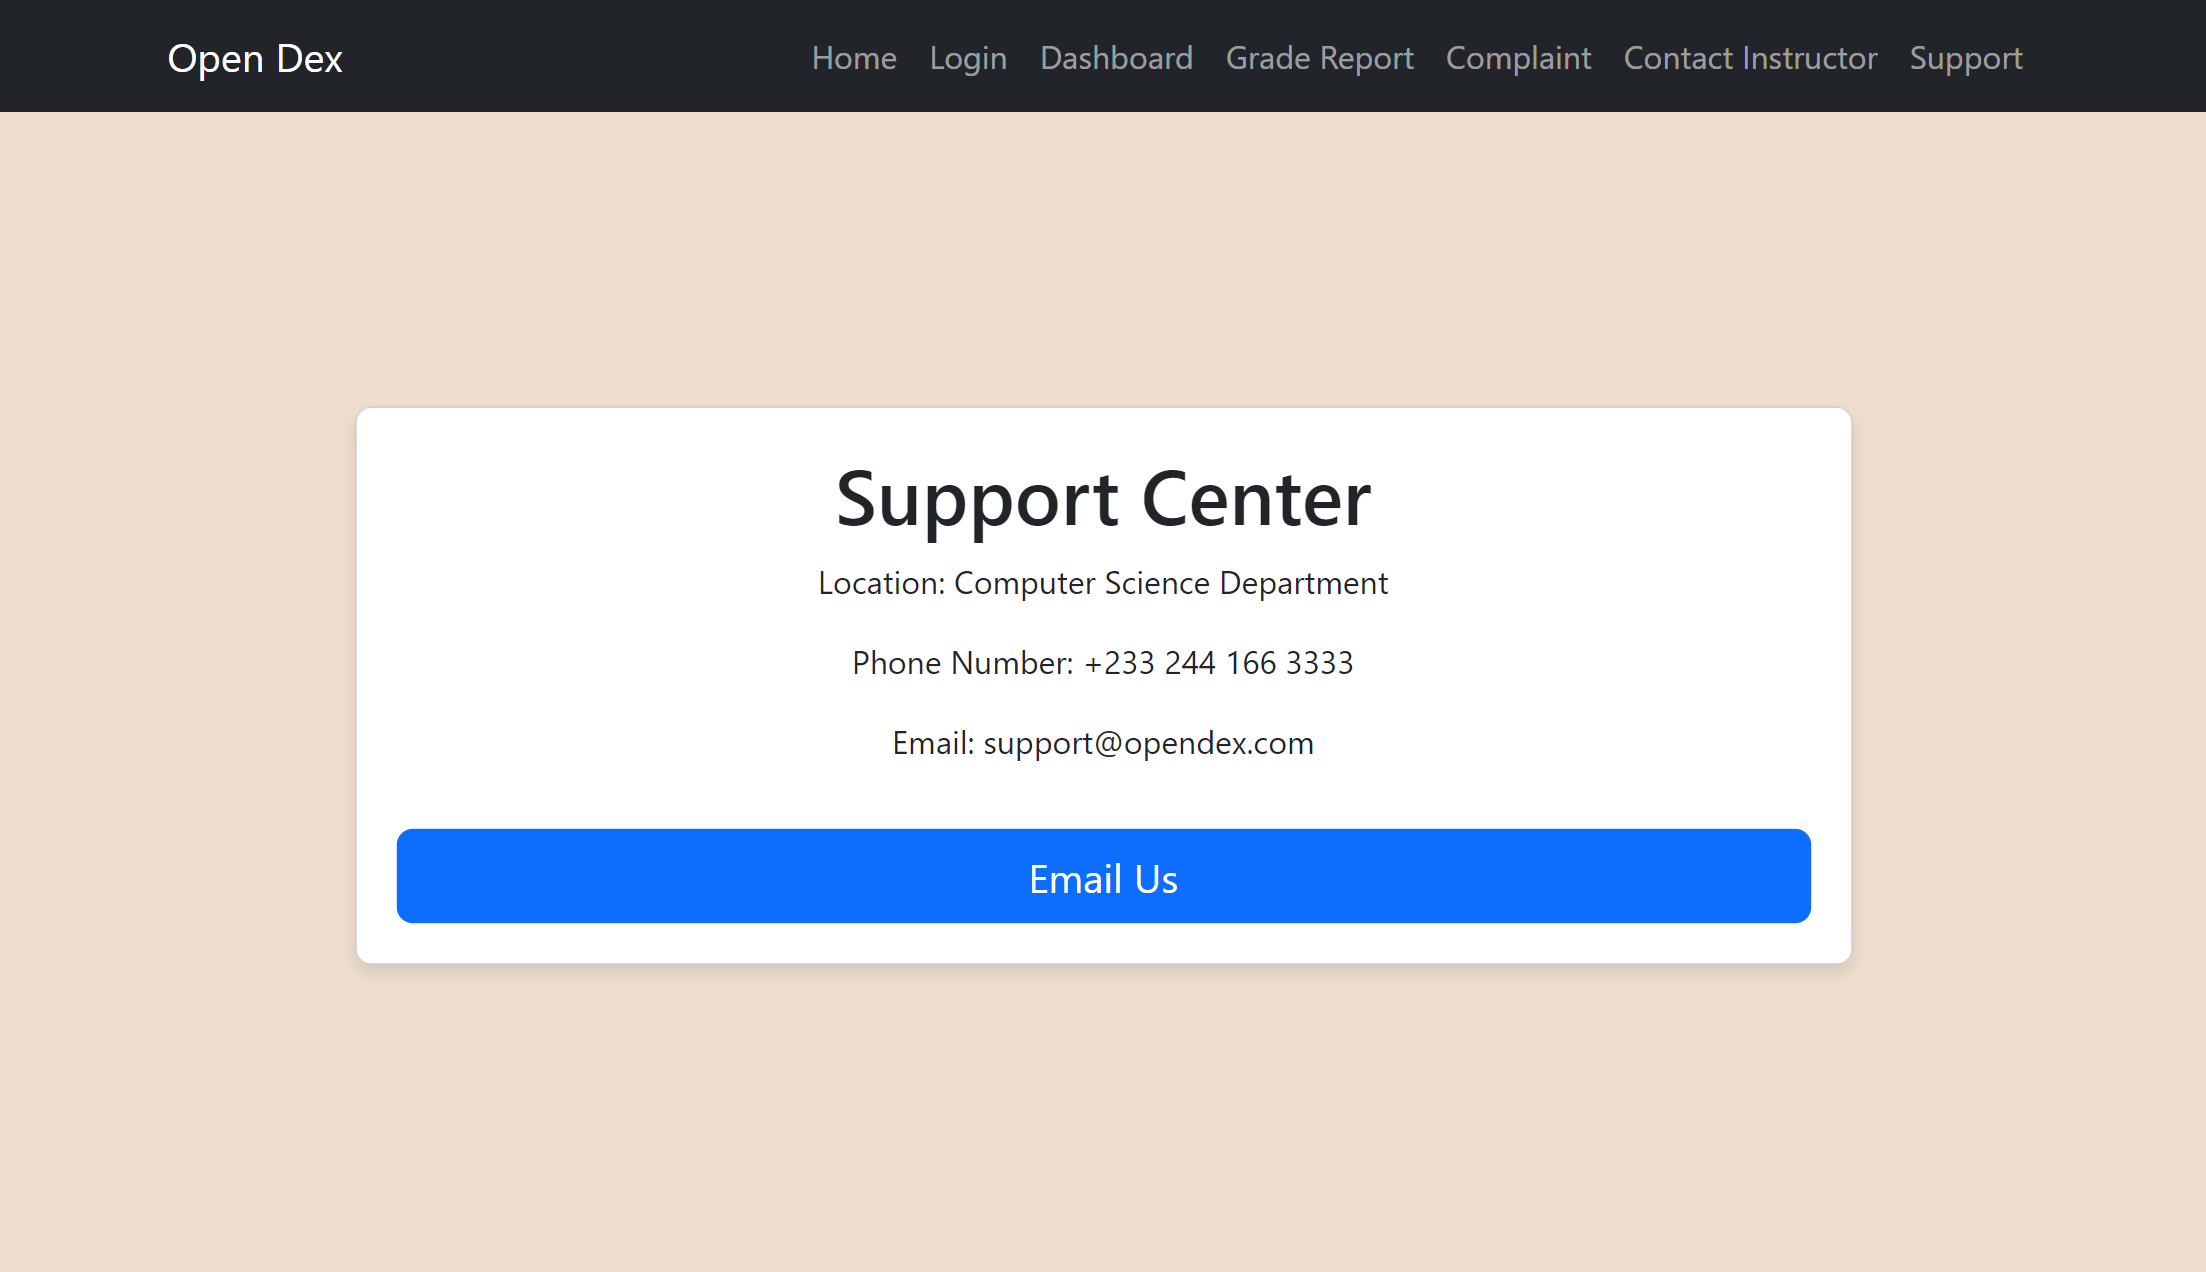 Open Dex
Home Login Dashboard Grade Report Complaint Contact Instructor Support
Support Center
Location: Computer Science Department
Phone Number: +233 244 166 3333
Email: support@opendex.com
Email Us